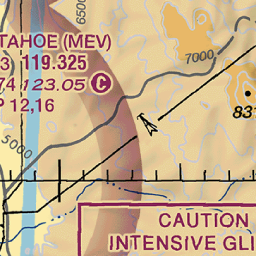 6500
TAHOE (MEV)
3 119.325
7000
74 123.05 C
P 12,16
83
5000
CAUTION
INTENSIVE GLI